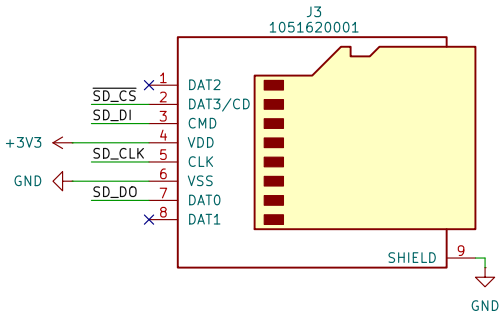 J3
1051620001
1 DAT2
SD_CS 2 DAT3/CD
SD_DI 3 CMD
+3V3 4 VDD
SD_CLK 5 CLK
GND 6 VSS
SD_DO 7 DAT0
8 DAT1
SHIELD 9
GND